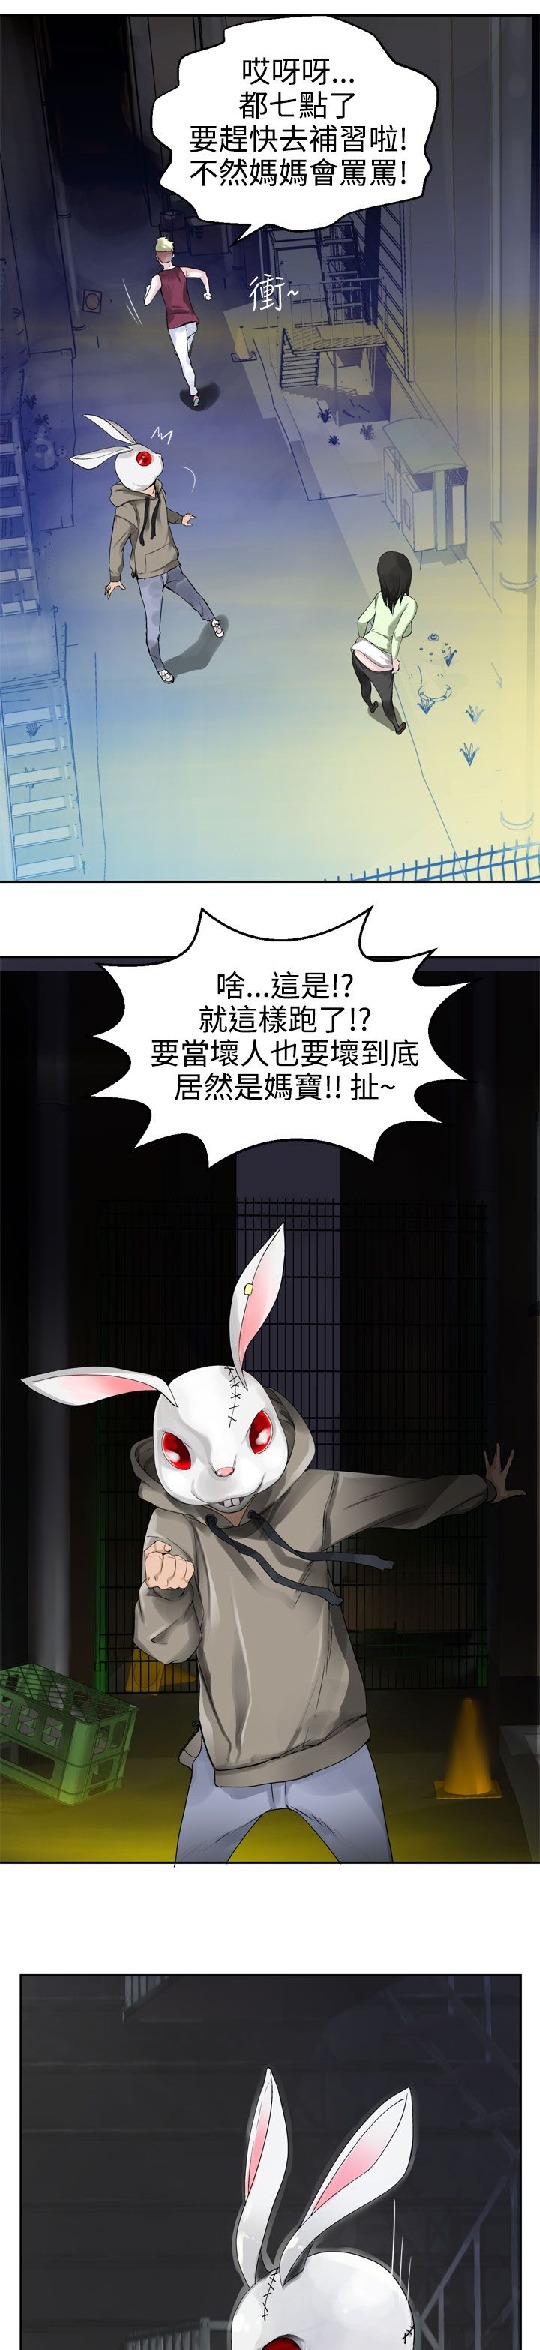 哎呀呀...
都七點了
要趕快去補習啦!
不然媽媽會罵罵!
衝~
啥...這是!?
就這樣跑了!?
要當壞人也要壞到底
居然是媽寶!! 扯~